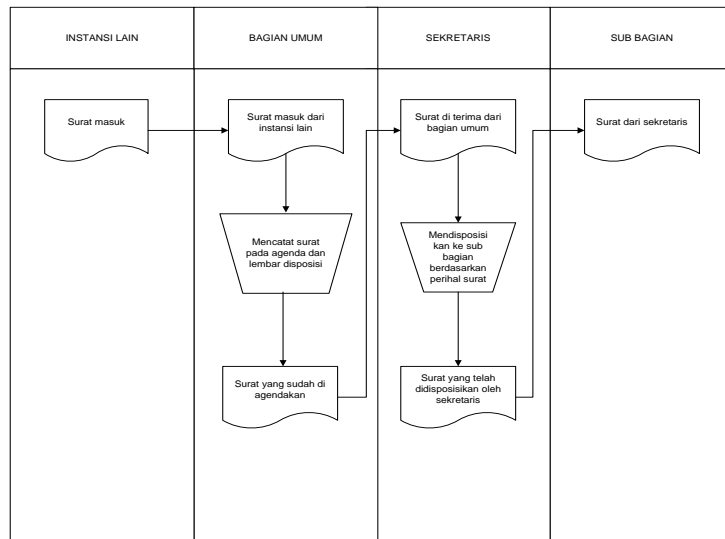 INSTANSI LAIN
BAGIAN UMUM
SEKRETARIS
SUB BAGIAN
Surat masuk
Surat masuk dari
instansi lain
Surat di terima dari
bagian umum
Surat dari sekretaris
Mencatat surat
pada agenda dan
lembar disposisi
Mendisposisi
kan ke sub
bagian
berdasarkan
perihal surat
Surat yang sudah di
agendakan
Surat yang telah
didisposisikan oleh
sekretaris